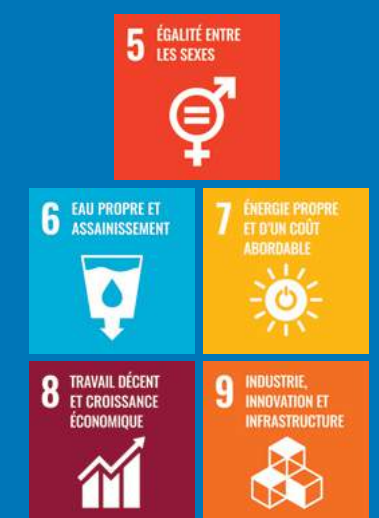 5 ÉGALITÉ ENTRE
LES SEXES
6 EAU PROPRE ET
ASSAINISSEMENT
7 ÉNERGIE PROPRE
ET D'UN COÛT
ABORDABLE
8 TRAVAIL DÉCENT
ET CROISSANCE
ÉCONOMIQUE
9 INDUSTRIE,
INNOVATION ET
INFRASTRUCTURE